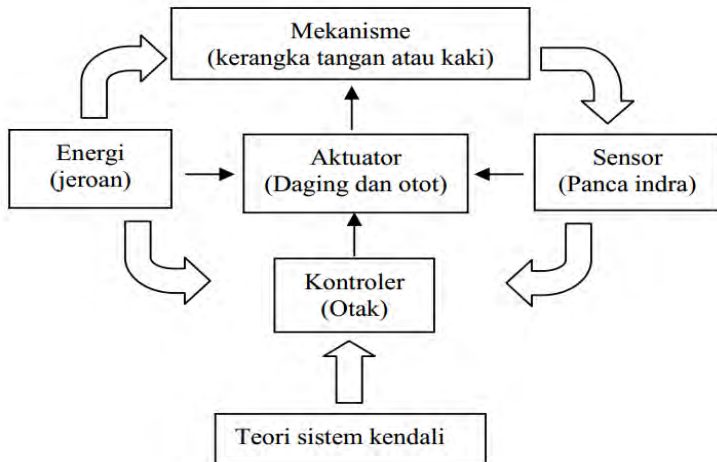 Mekanisme
(kerangka tangan atau kaki)
Energi
(jeroan)
Aktuator
(Daging dan otot)
Sensor
(Panca indra)
Kontroler
(Otak)
Teori sistem kendali